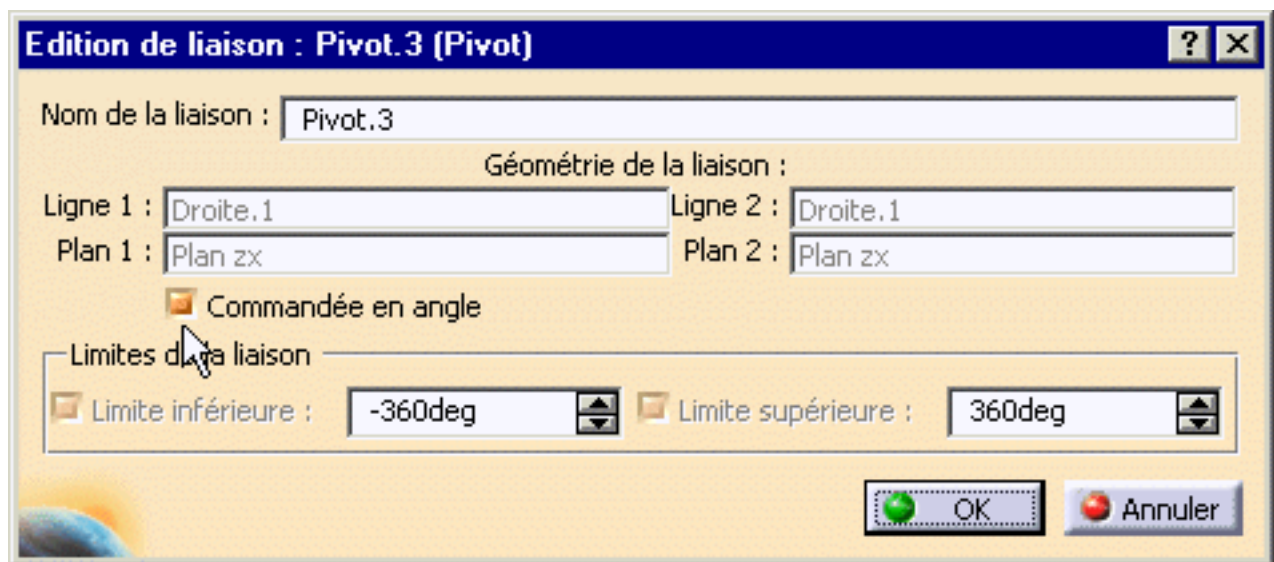 Edition de liaison : Pivot.3 (Pivot) ? X
Nom de la liaison : Pivot.3
Géométrie de la liaison :
Ligne 1 : Droite.1 Ligne 2 : Droite.1
Plan 1 : Plan zx Plan 2 : Plan zx
Commandée en angle
Limites de la liaison
Limite inférieure : -360deg Limite supérieure : 360deg
OK Annuler